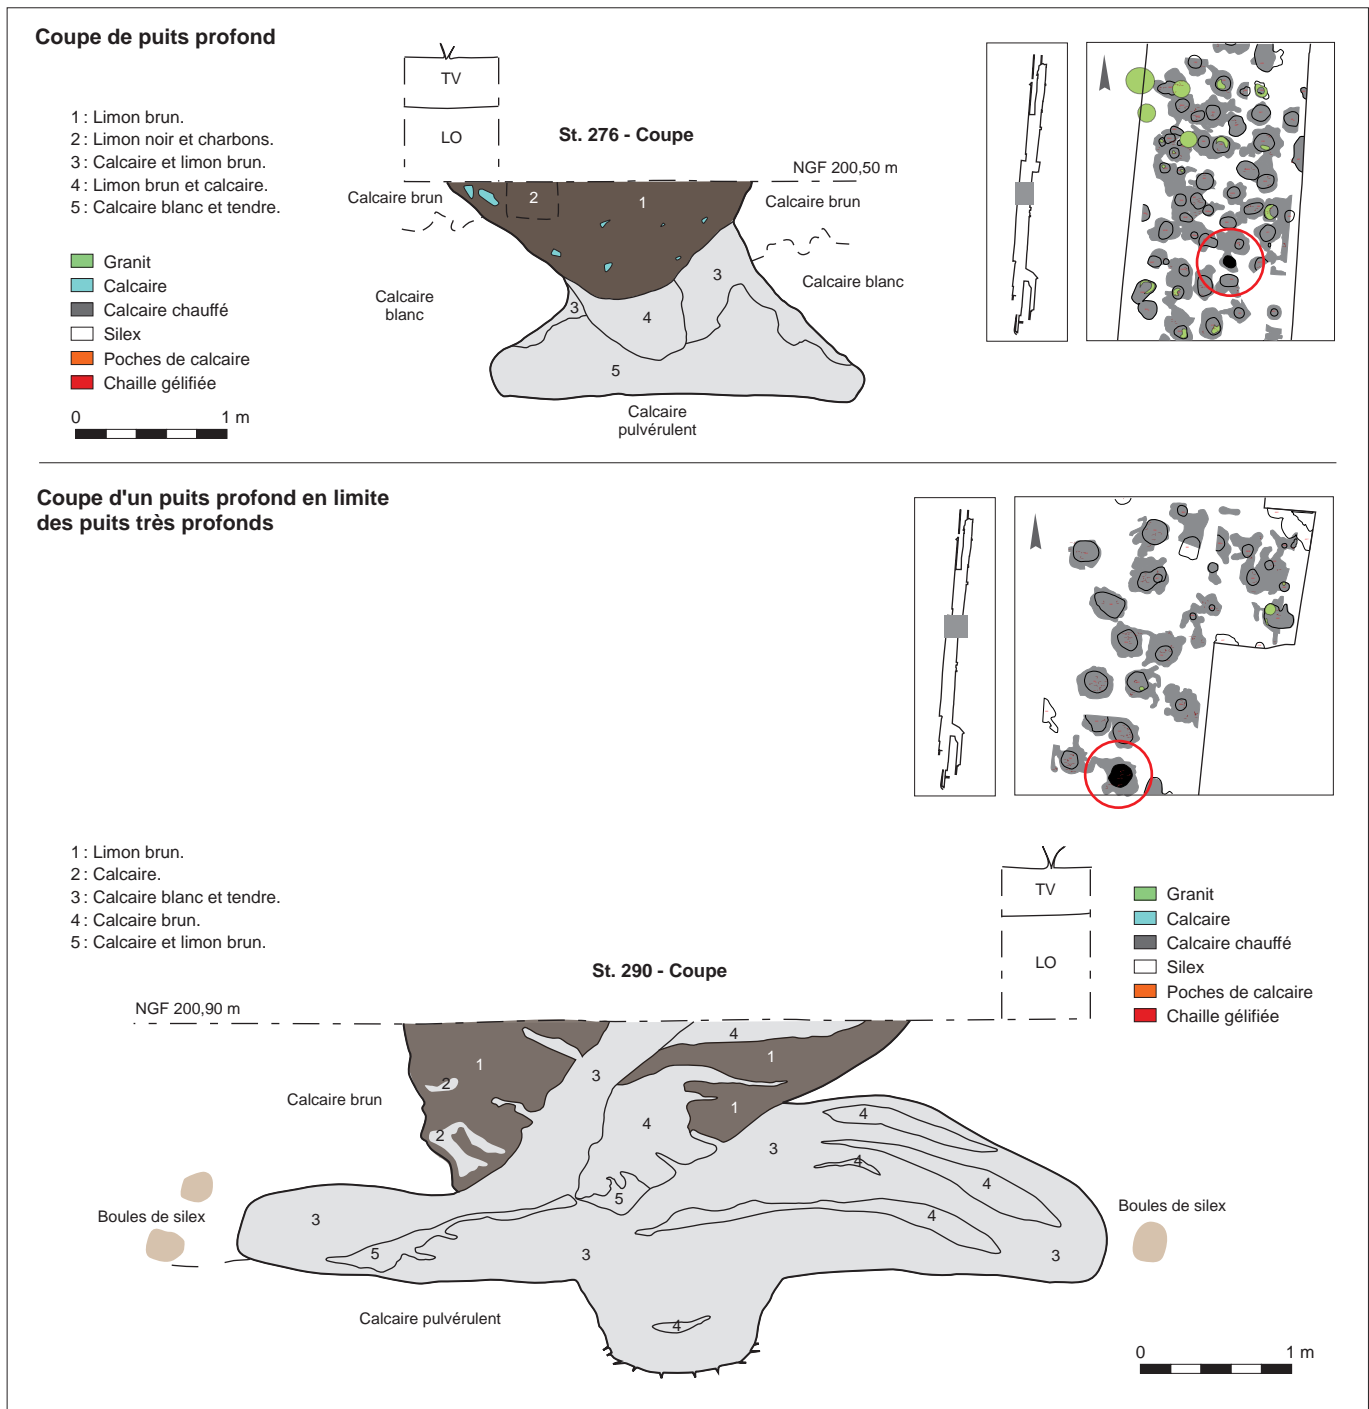 Coupe de puits profond
1 : Limon brun.
2 : Limon noir et charbons.
3 : Calcaire et limon brun.
4 : Limon brun et calcaire.
5 : Calcaire blanc et tendre.
Granit
Calcaire
Calcaire chauffé
Silex
Poches de calcaire
Chaille gélifiée
0 1 m
TV
LO
St. 276 - Coupe
NGF 200,50 m
Calcaire brun
2
1
Calcaire brun
3
Calcaire blanc
Calcaire
blanc
3
4
5
Calcaire
pulvérulent
Coupe d'un puits profond en limite
des puits très profonds
1 : Limon brun.
2 : Calcaire.
3 : Calcaire blanc et tendre.
4 : Calcaire brun.
5 : Calcaire et limon brun.
TV
LO
Granit
Calcaire
Calcaire chauffé
Silex
Poches de calcaire
Chaille gélifiée
St. 290 - Coupe
NGF 200,90 m
4
1
1
3
2
Calcaire brun
1
4
4
2
3
4
4
5
Boules de silex
3
4
Boules de silex
5
3
3
Calcaire pulvérulent
4
0 1 m